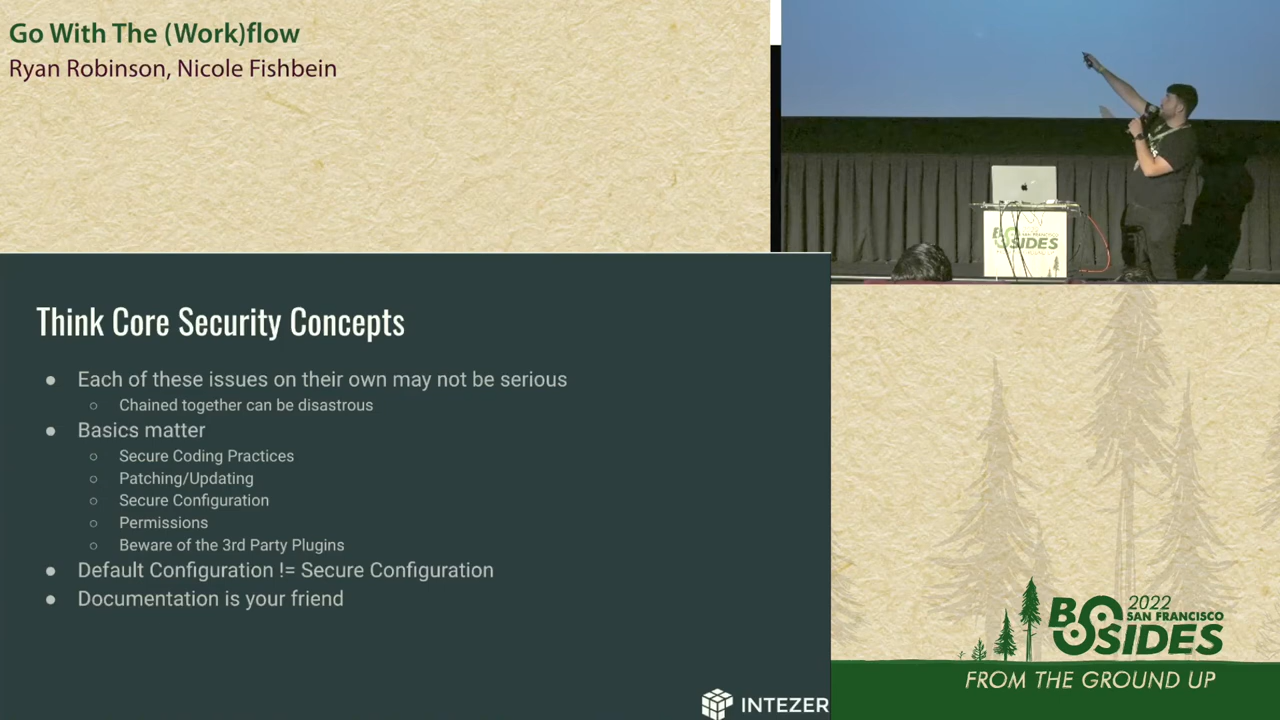 Go With The (Work)flow
Ryan Robinson, Nicole Fishbein
BSIDES
Think Core Security Concepts
● Each of these issues on their own may not be serious
○ Chained together can be disastrous
● Basics matter
○ Secure Coding Practices
○ Patching/Updating
○ Secure Configuration
○ Permissions
○ Beware of the 3rd Party Plugins
● Default Configuration != Secure Configuration
● Documentation is your friend
INTEZER
2022
SAN FRANCISCO
BSIDES
FROM THE GROUND UP